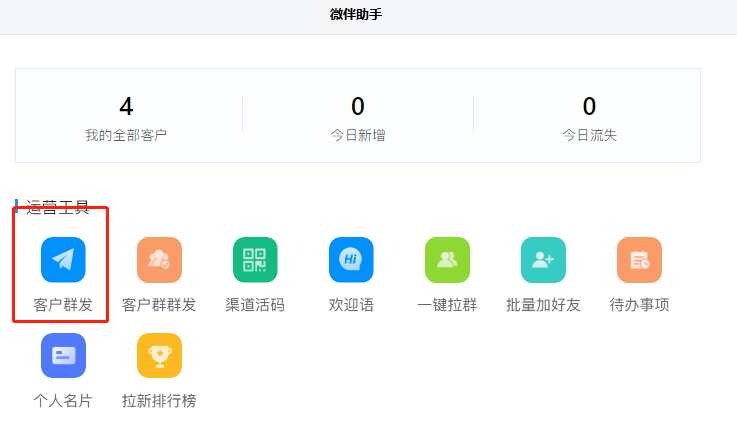 微伴助手
4 0 0
我的全部客户 今日新增 今日流失
运营工具
Hi
客户群发 客户群群发 渠道活码 欢迎语 一键拉群 批量加好友 待办事项
个人名片 拉新排行榜